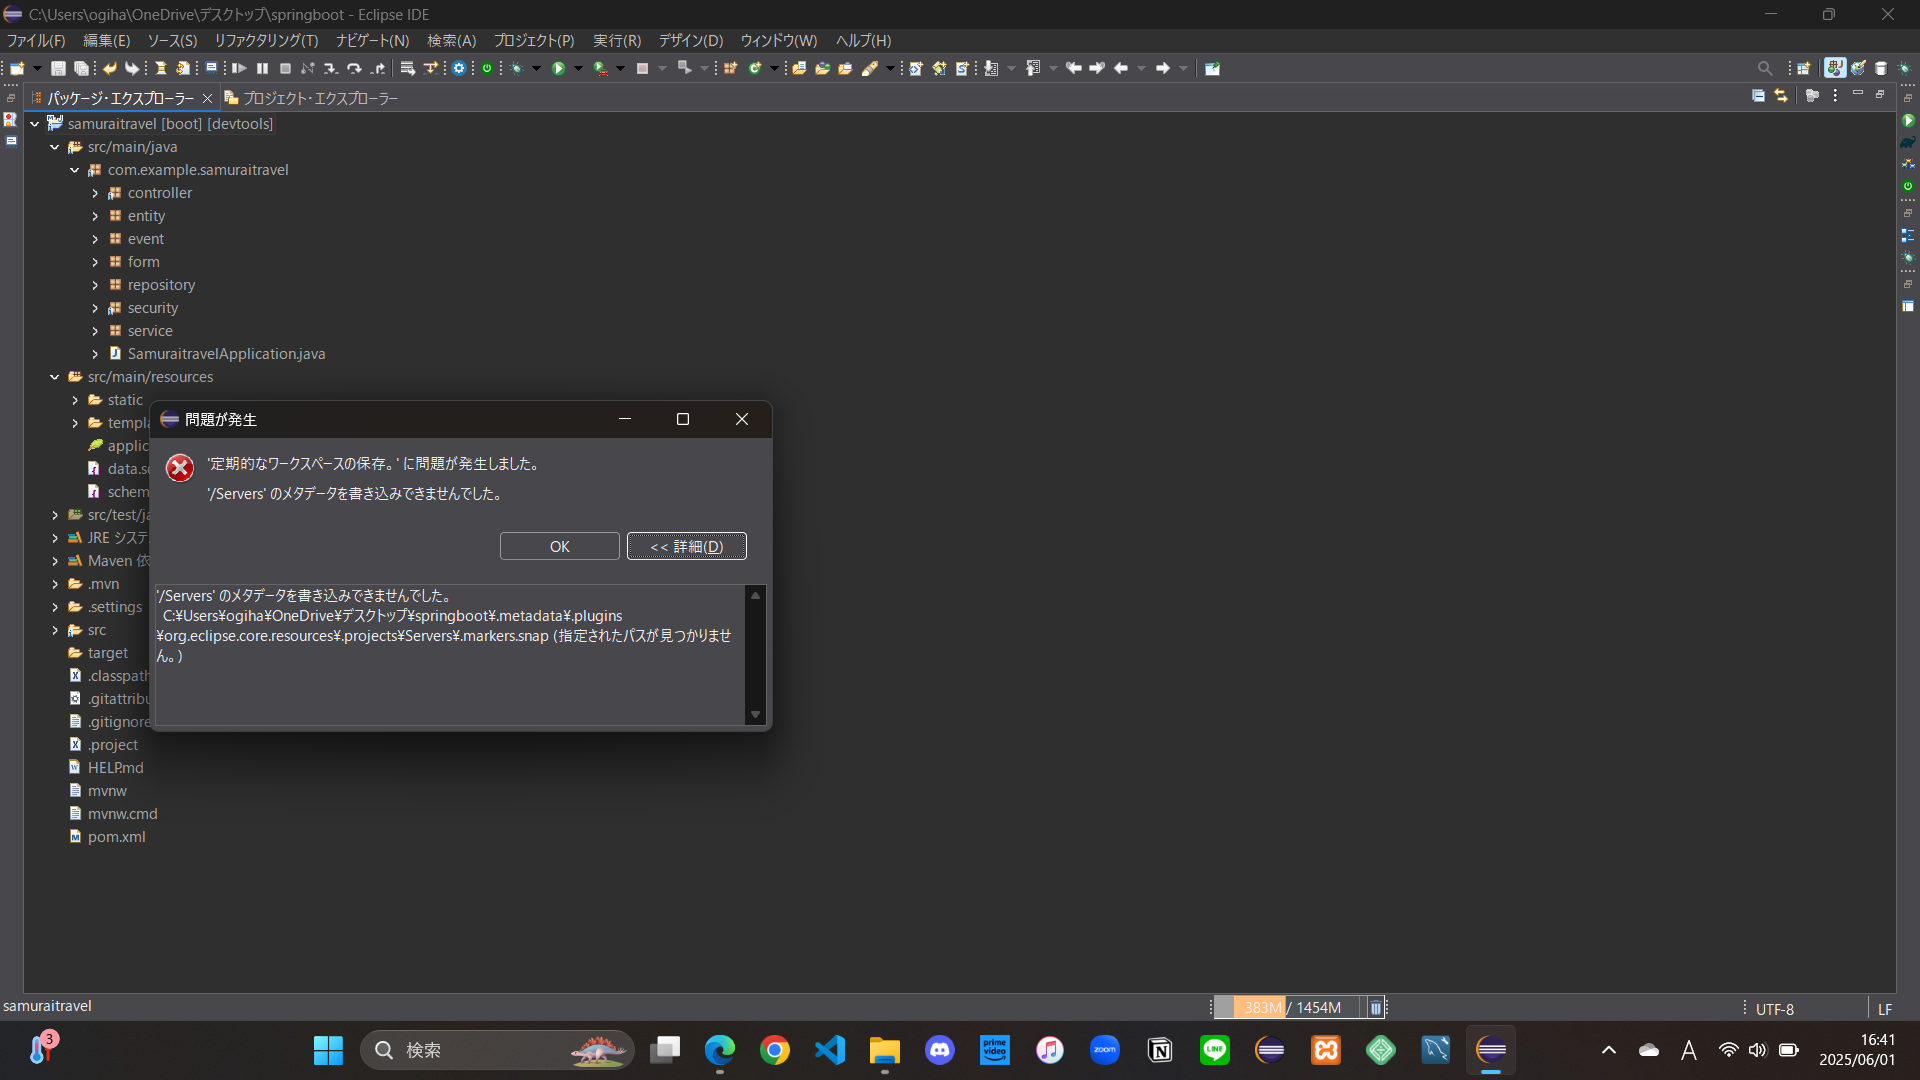 C:\Users\ogiha\OneDrive\デスクトップ\springboot - Eclipse IDE
ファイル(F) 編集(E) ソース(S) リファクタリング(T) ナビゲート(N) 検索(A) プロジェクト(P) 実行(R) デザイン(D) ウィンドウ(W) ヘルプ(H)
パッケージ・エクスプローラー プロジェクト・エクスプローラー
samuraitravel [boot] [devtools]
src/main/java
com.example.samuraitravel
controller
entity
event
form
repository
security
service
SamuraitravelApplication.java
src/main/resources
static
templa
applic
data.s
schem
src/test/ja
JRE システ
Maven 依
.mvn
.settings
src
target
.classpath
.gitattribu
.gitignore
.project
HELP.md
mvnw
mvnw.cmd
pom.xml
問題が発生
'定期的なワークスペースの保存。' に問題が発生しました。
'/Servers' のメタデータを書き込みできませんでした。
OK << 詳細(D)
'/Servers' のメタデータを書き込みできませんでした。
C:¥Users¥ogiha¥OneDrive¥デスクトップ¥springboot¥.metadata¥.plugins
¥org.eclipse.core.resources¥.projects¥Servers¥.markers.snap (指定されたパスが見つかりませ
ん。)
samuraitravel
383M / 1454M
UTF-8
LF
3
検索
prime video
zoom
LINE
A
16:41
2025/06/01